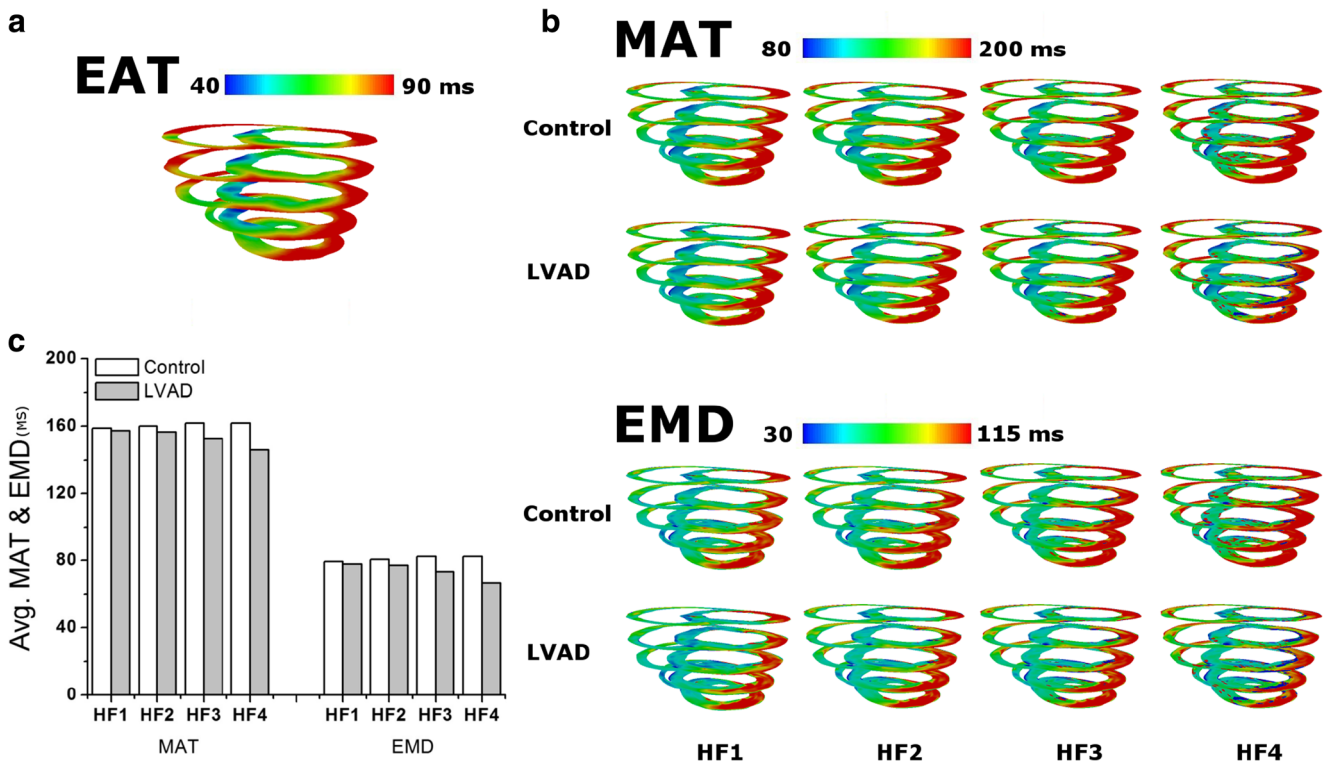 a
EAT 40 90 ms
b
MAT 80 200 ms
Control
LVAD
EMD 30 115 ms
Control
LVAD
HF1 HF2 HF3 HF4
c
Control
LVAD
Avg. MAT & EMD(MS)
200
160
120
80
40
0
HF1 HF2 HF3 HF4 HF1 HF2 HF3 HF4
MAT EMD